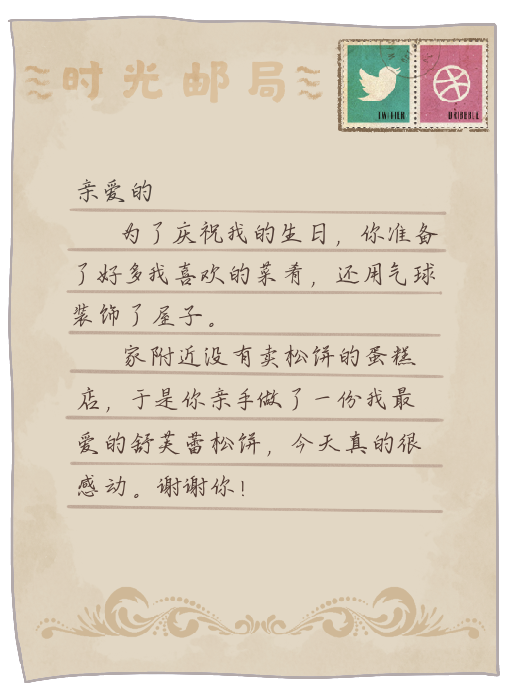 时光邮局
TWITTER
DRIBBBLE
亲爱的
为了庆祝我的生日，你准备
了好多我喜欢的菜肴，还用气球
装饰了屋子。
家附近没有卖松饼的蛋糕
店，于是你亲手做了一份我最
爱的舒芙蕾松饼，今天真的很
感动。谢谢你！